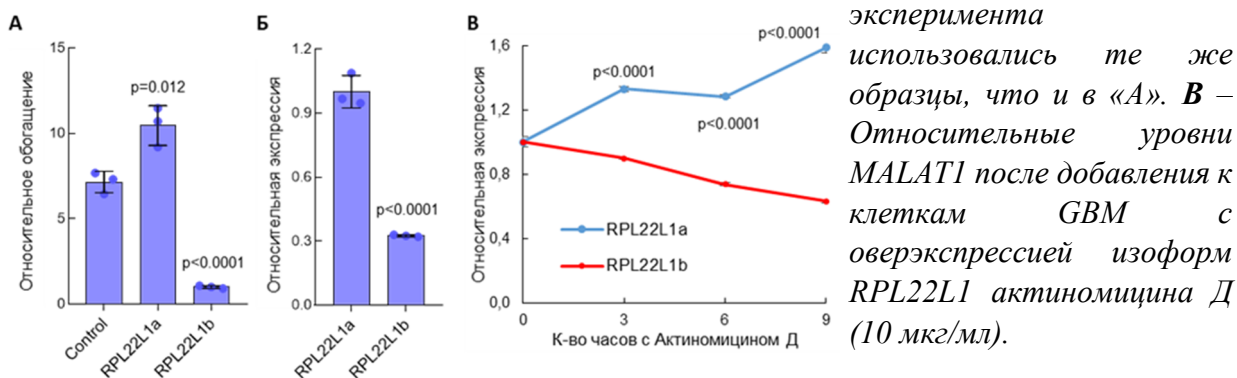 А
Относительное обогащение
15
10
5
0
p=0.012
p<0.0001
Control
RPL22L1a
RPL22L1b
Б
Относительная экспрессия
1.2
0.9
0.6
0.3
0.0
p<0.0001
RPL22L1a
RPL22L1b
В
Относительная экспрессия
1,6
1,2
0,8
0,4
0,0
p<0.0001
p<0.0001
p<0.0001
RPL22L1a
RPL22L1b
0
3
6
9
К-во часов с Актиномицином Д
эксперимента
использовались те же
образцы, что и в «А». В –
Относительные уровни
MALAT1 после добавления к
клеткам GBM с
оверэкспрессией изоформ
RPL22L1 актиномицина Д
(10 мкг/мл).